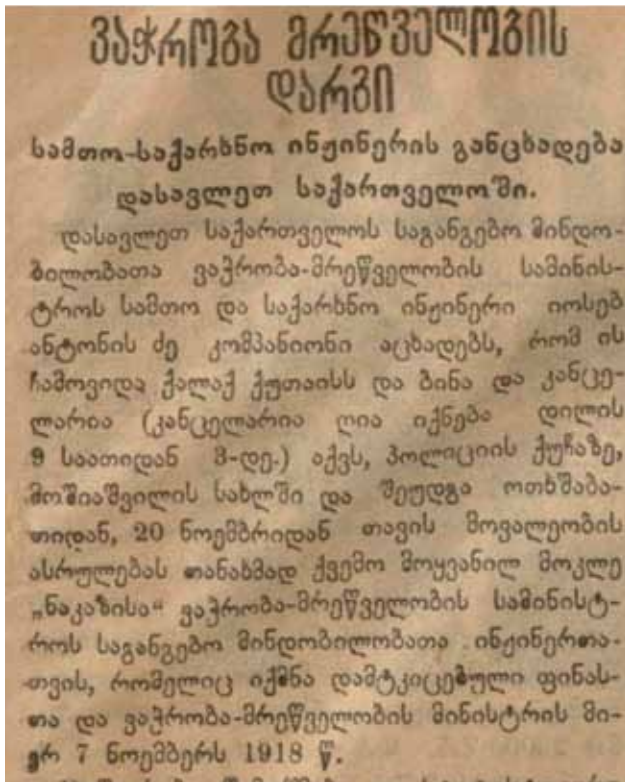 ვაჭრობა მრეწველობის
დარგი
სამთო-საქარხნო ინჟინერის განცხადება
დასავლეთ საქართველოში.
დასავლეთ საქართველოს საგანგებო მინდო-
ბილობათა ვაჭრობა-მრეწველობის სამინის-
ტროს სამთო და საქარხნო ინჟინერი იოსებ
ანტონის ძე კომპანიონი აცხადებს, რომ ის
ჩამოვიდა ქალაქ ქუთაისს და ბინა და კანცე-
ლარია (კანცელარია ღია იქნება დილის
9 საათიდან 3-დე.) აქვს, პოლიციის ქუჩაზე,
მოშიაშვილის სახლში და შეუდგა ოთხშაბა-
თიდან, 20 ნოემბრიდან თავის მოვალეობის
ასრულებას თანახმად ქვემო მოყვანილ მოკლე
„ნაკაზისა“ ვაჭრობა-მრეწველობის სამინისტ-
როს საგანგებო მინდობილობათა ინჟინერთა-
თვის, რომელიც იქმნა დამტკიცებული ფინას-
თა და ვაჭრობა-მრეწველობის მინისტრის მი-
ერ 7 ნოემბერს 1918 წ.